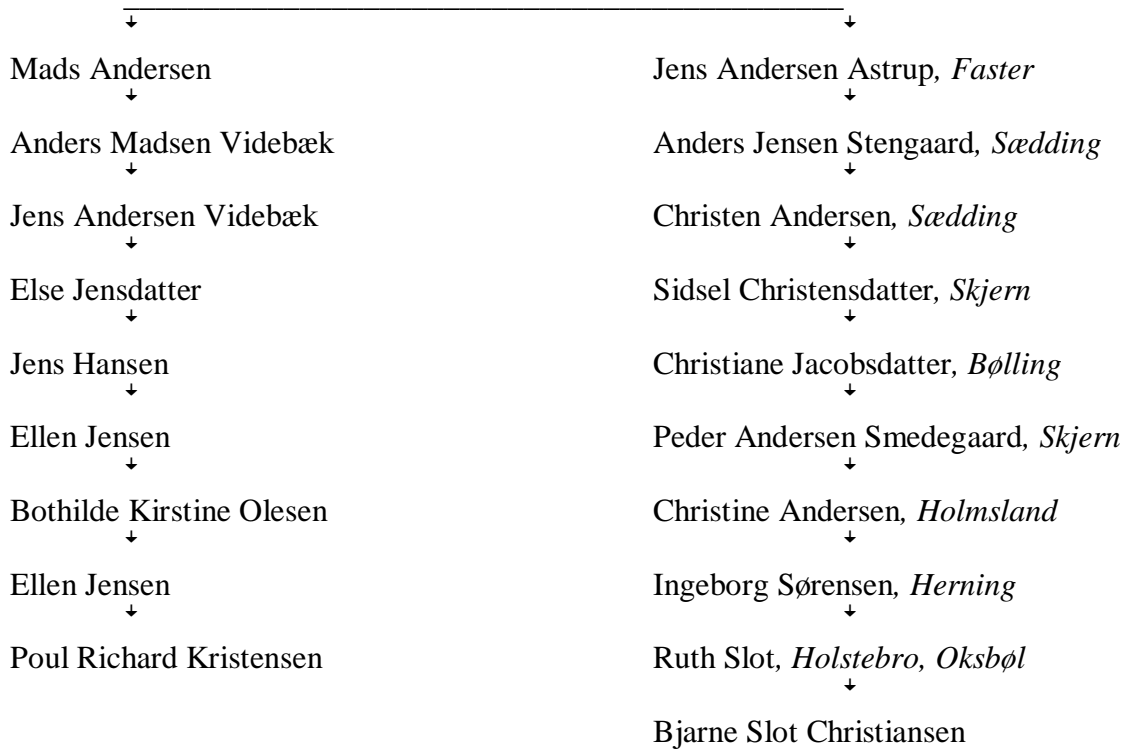 Mads Andersen
Jens Andersen Astrup, Faster
Anders Madsen Videbæk
Anders Jensen Stengaard, Sædding
Jens Andersen Videbæk
Christen Andersen, Sædding
Else Jensdatter
Sidsel Christensdatter, Skjern
Jens Hansen
Christiane Jacobsdatter, Bølling
Ellen Jensen
Peder Andersen Smedegaard, Skjern
Bothilde Kirstine Olesen
Christine Andersen, Holmsland
Ellen Jensen
Ingeborg Sørensen, Herning
Poul Richard Kristensen
Ruth Slot, Holstebro, Oksbøl
Bjarne Slot Christiansen